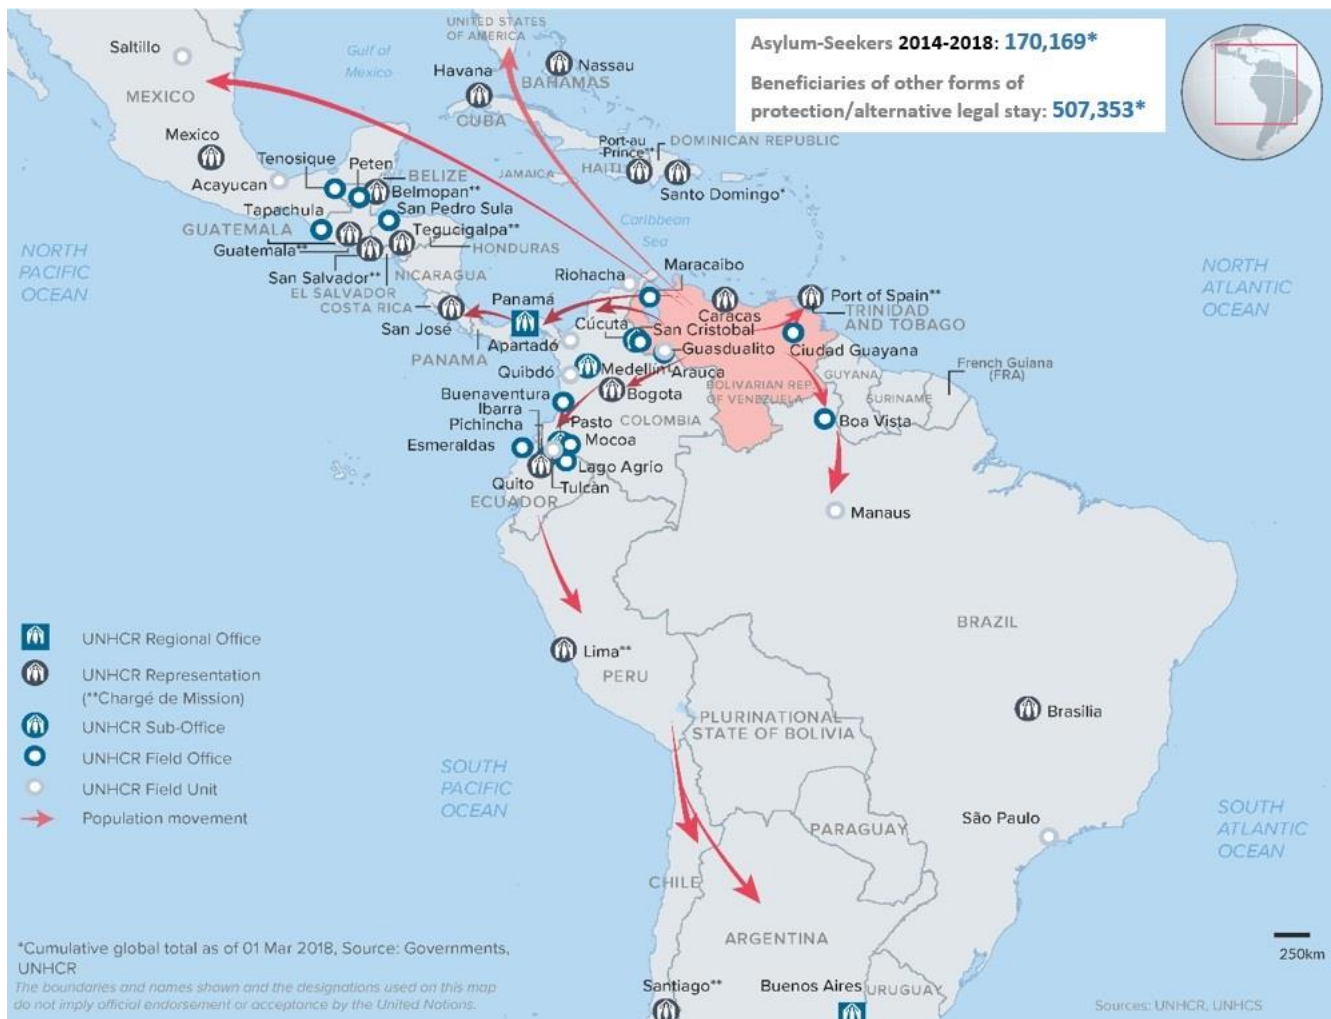 UNITED STATES
OF AMERICA
Asylum-Seekers 2014-2018: 170,169*
Beneficiaries of other forms of
protection/alternative legal stay: 507,353*
Saltillo
Gulf of
Mexico
Havana
Nassau
BAHAMAS
MEXICO
CUBA
Mexico
Port-au
-Prince**
DOMINICAN REPUBLIC
Tenosique
Peten
BELIZE
JAMAICA
HAITI
Acayucan
Belmopan**
Santo Domingo*
Tapachula
San Pedro Sula
GUATEMALA
Tegucigalpa**
Caribbean
Sea
NORTH
PACIFIC
OCEAN
Guatemala**
HONDURAS
San Salvador**
NICARAGUA
Riohacha
Maracaibo
NORTH
ATLANTIC
OCEAN
EL SALVADOR
COSTA RICA
Panamá
Caracas
Port of Spain**
TRINIDAD
AND TOBAGO
San José
Cúcuta
San Cristobal
PANAMA
Apartadó
Guasdualito
Ciudad Guayana
Quibdó
Medellín
Arauca
GUYANA
French Guiana
(FRA)
Buenaventura
Bogota
BOLIVARIAN REP.
OF VENEZUELA
SURINAME
Ibarra
Pichincha
Pasto
COLOMBIA
Boa Vista
Esmeraldas
Mocoa
Lago Agrio
Quito
Tulcàn
ECUADOR
Manaus
BRAZIL
UNHCR Regional Office
Lima**
UNHCR Representation
(**Chargé de Mission)
PERU
UNHCR Sub-Office
PLURINATIONAL
STATE OF BOLIVIA
Brasilia
UNHCR Field Office
SOUTH
PACIFIC
OCEAN
UNHCR Field Unit
Population movement
PARAGUAY
São Paulo
SOUTH
ATLANTIC
OCEAN
CHILE
ARGENTINA
*Cumulative global total as of 01 Mar 2018, Source: Governments,
UNHCR
250km
The boundaries and names shown and the designations used on this map
do not imply official endorsement or acceptance by the United Nations.
Santiago**
Buenos Aires
URUGUAY
Sources: UNHCR, UNHCS